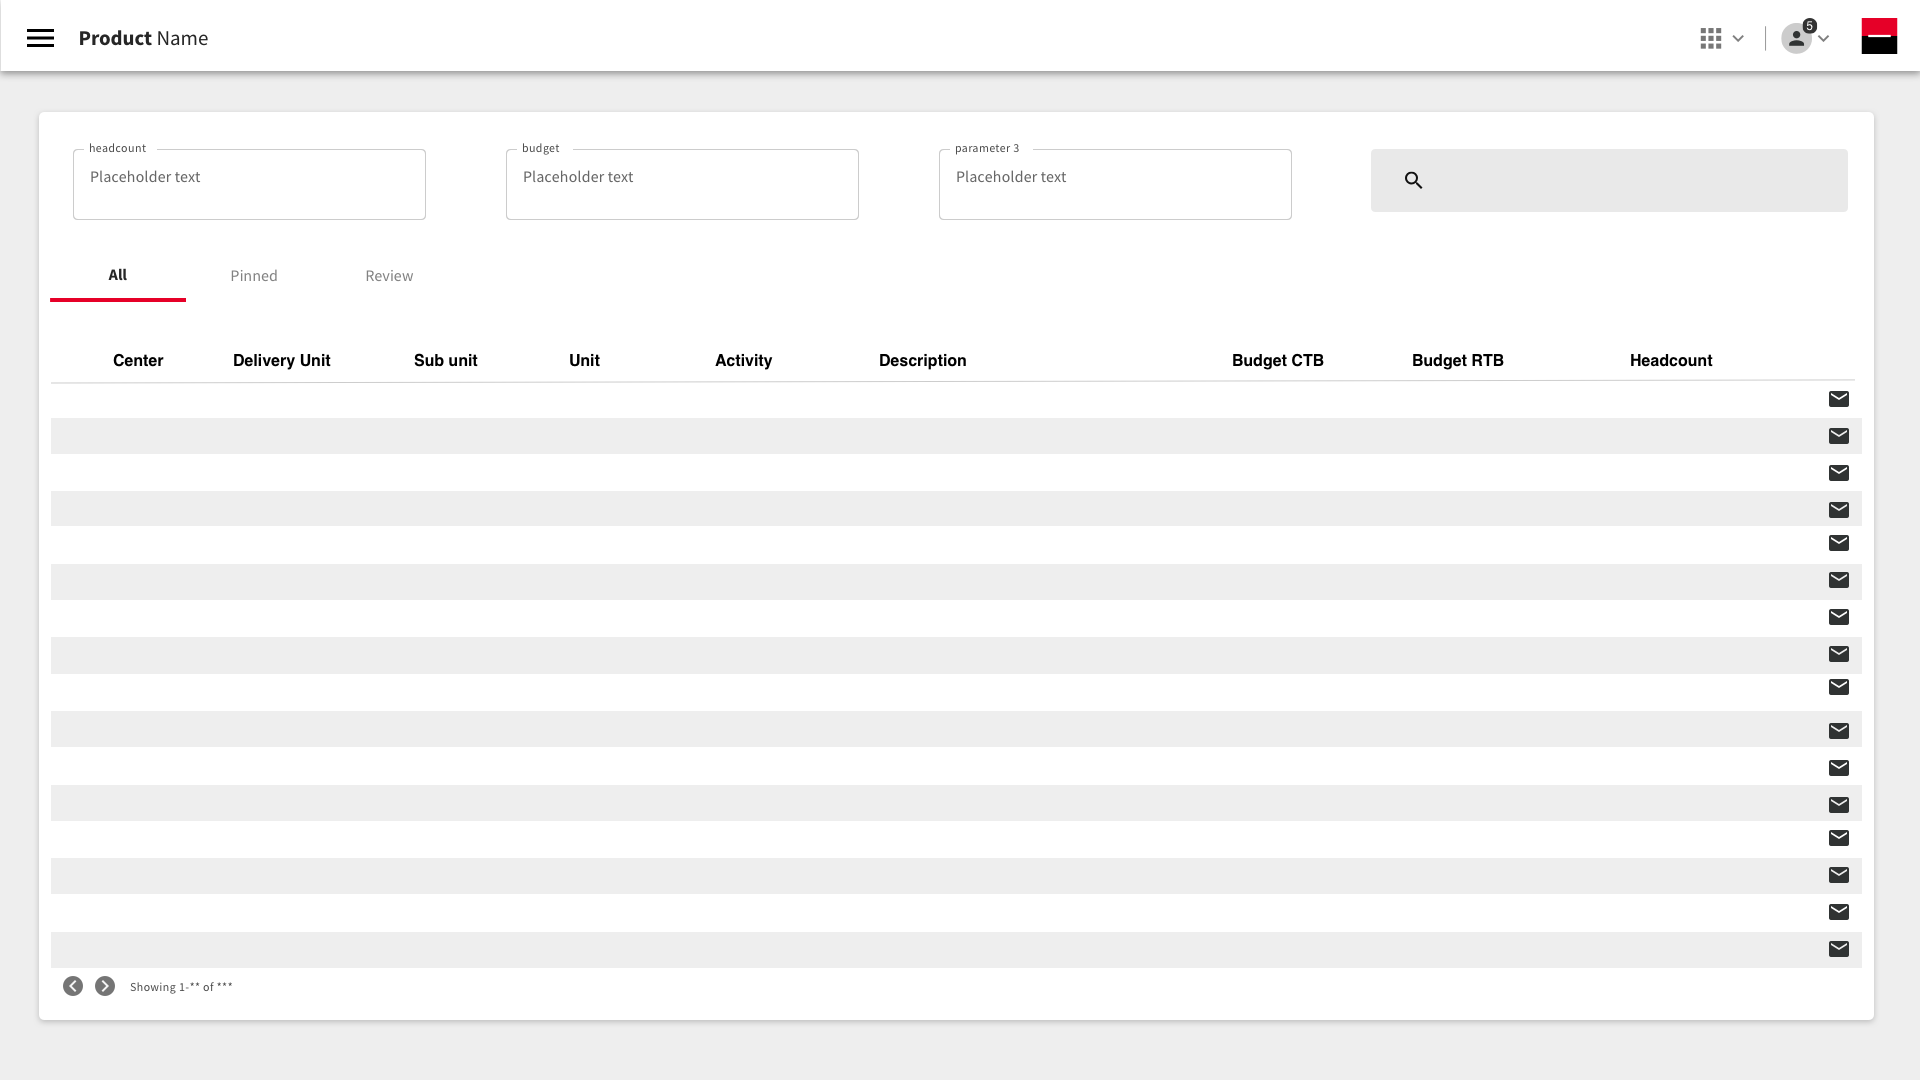 Product Name
5
headcount
budget
parameter 3
Placeholder text
Placeholder text
Placeholder text
All
Pinned
Review
Center
Delivery Unit
Sub unit
Unit
Activity
Description
Budget CTB
Budget RTB
Headcount
Showing 1-** of ***